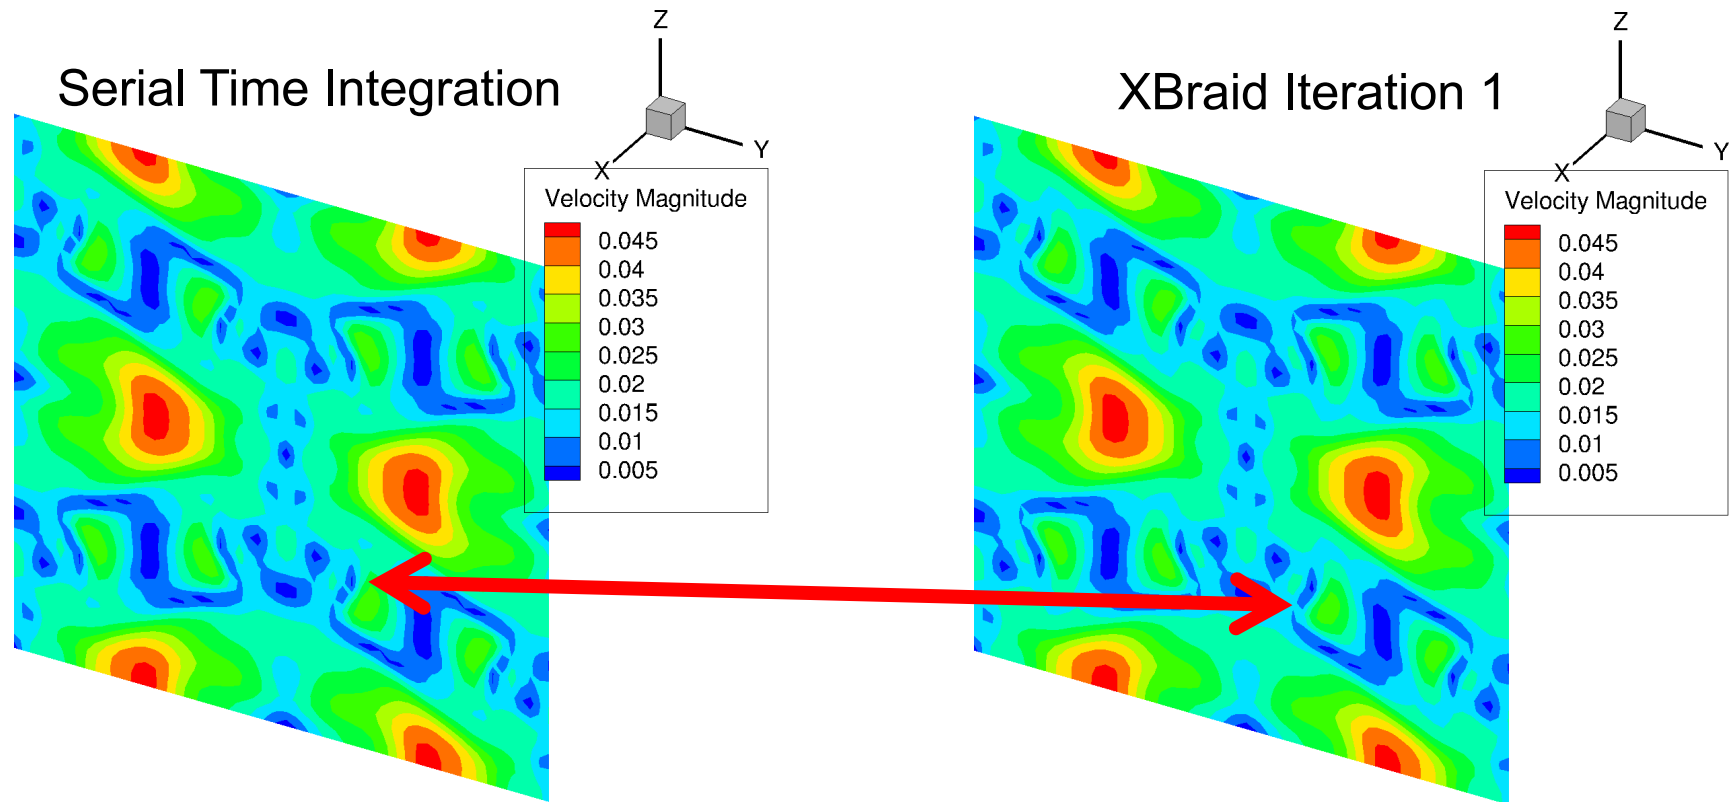 Serial Time Integration
Z
Y
X
Velocity Magnitude
0.045
0.04
0.035
0.03
0.025
0.02
0.015
0.01
0.005
XBraid Iteration 1
Z
Y
X
Velocity Magnitude
0.045
0.04
0.035
0.03
0.025
0.02
0.015
0.01
0.005